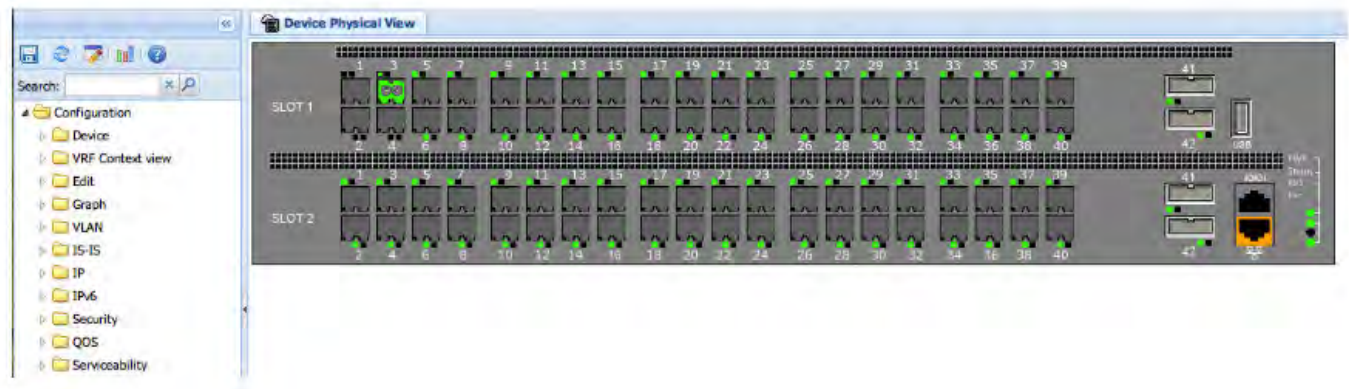 Device Physical View
Search:
Configuration
Device
VRF Context view
Edit
Graph
VLAN
IS-IS
IP
IPv6
Security
QOS
Serviceability
1 3 5 7 9 11 13 15 17 19 21 23 25 27 29 31 33 35 37 39 41
SLOT 1
2 4 6 8 10 12 14 16 18 20 22 24 26 28 30 32 34 36 38 40 42 USB
1 3 5 7 9 11 13 15 17 19 21 23 25 27 29 31 33 35 37 39 41
SLOT 2
2 4 6 8 10 12 14 16 18 20 22 24 26 28 30 32 34 36 38 40 42